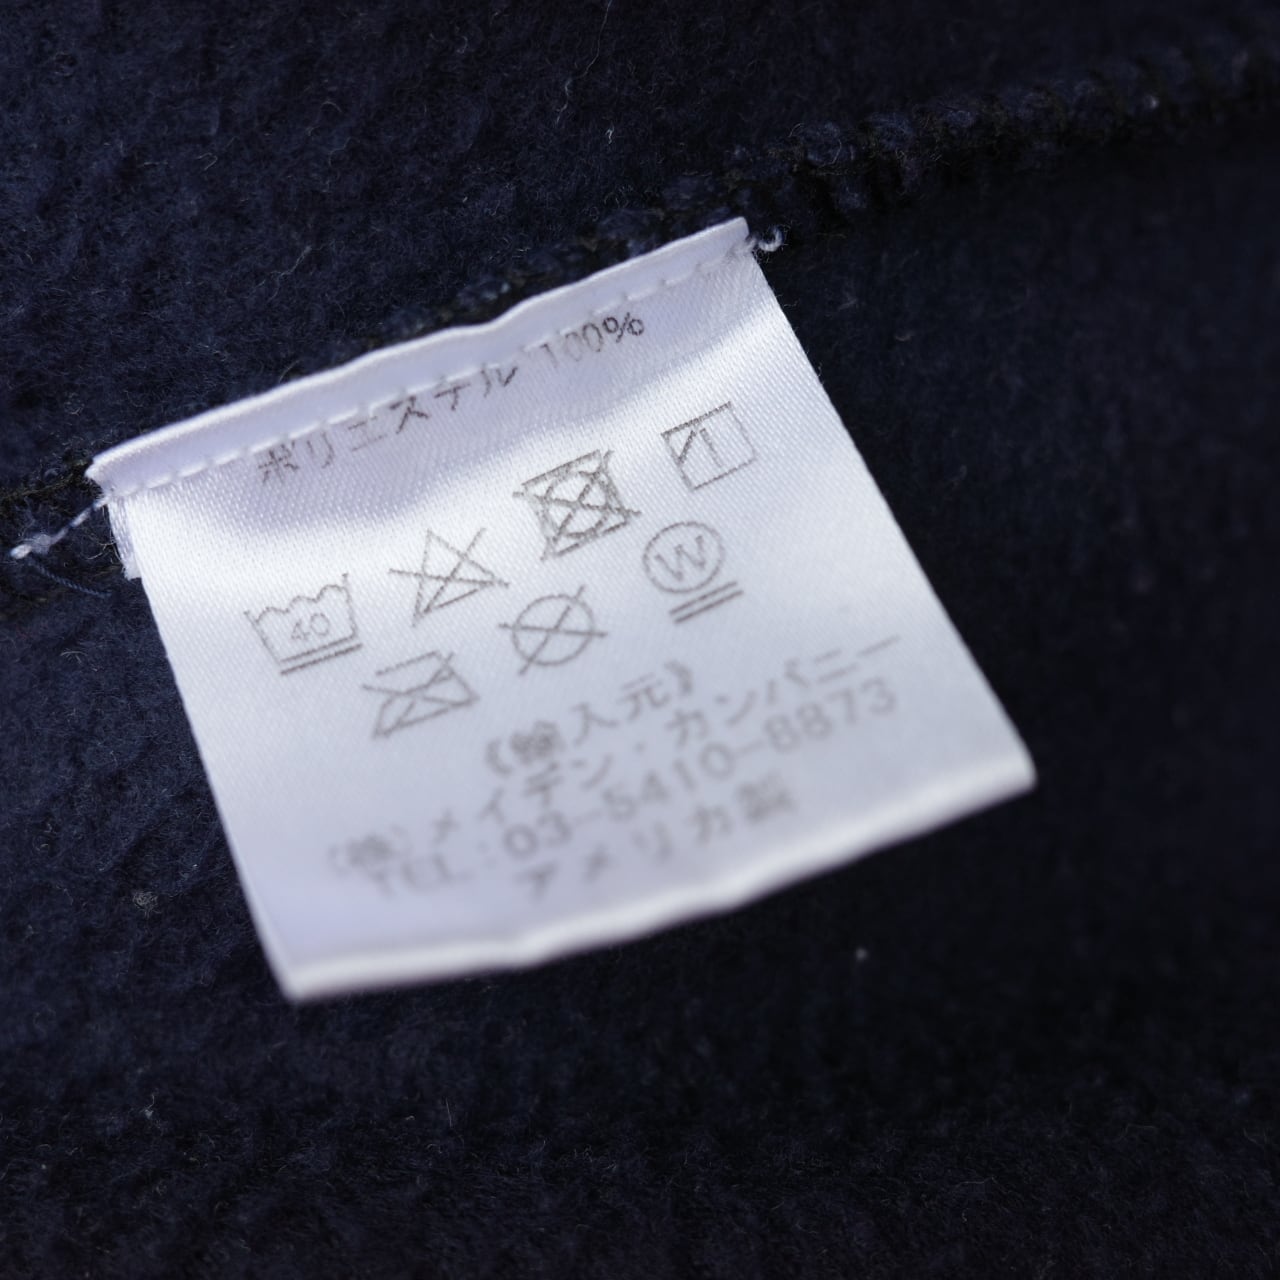 ポリエステル 100%
40
W
《輸入元》
(株)メイデン・カンパニー
TEL:03-5410-8873
アメリカ製